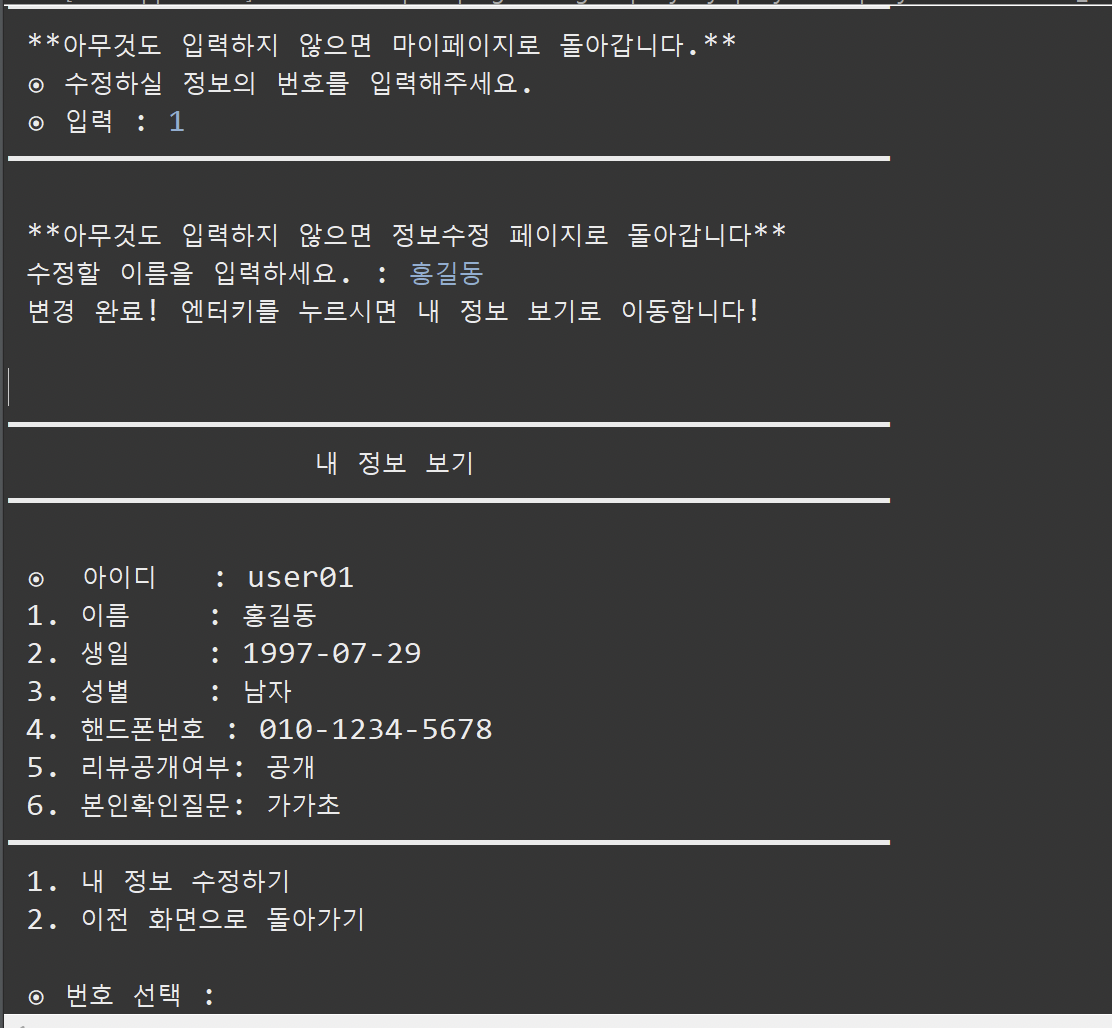 **아무것도 입력하지 않으면 마이페이지로 돌아갑니다.**
⊙ 수정하실 정보의 번호를 입력해주세요.
⊙ 입력 : 1
**아무것도 입력하지 않으면 정보수정 페이지로 돌아갑니다**
수정할 이름을 입력하세요. : 홍길동
변경 완료! 엔터키를 누르시면 내 정보 보기로 이동합니다!
내 정보 보기
⊙ 아이디 : user01
1. 이름 : 홍길동
2. 생일 : 1997-07-29
3. 성별 : 남자
4. 핸드폰번호 : 010-1234-5678
5. 리뷰공개여부: 공개
6. 본인확인질문: 가가초
1. 내 정보 수정하기
2. 이전 화면으로 돌아가기
⊙ 번호 선택 :